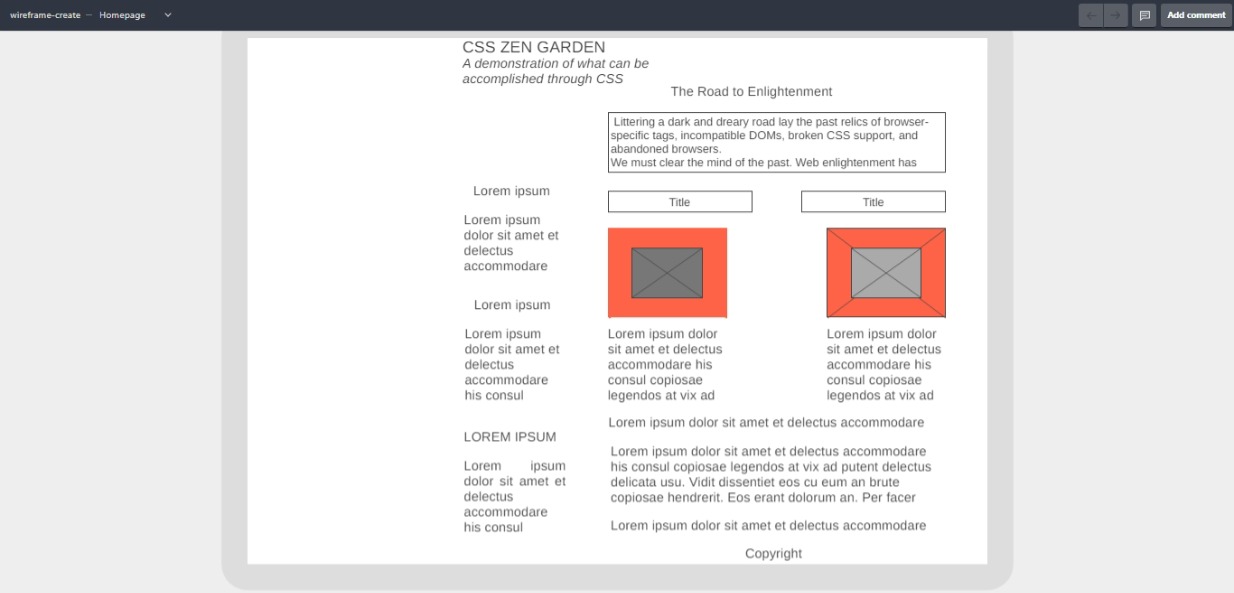 wireframe-create — Homepage
Add comment
CSS ZEN GARDEN
A demonstration of what can be
accomplished through CSS
The Road to Enlightenment
Littering a dark and dreary road lay the past relics of browser-
specific tags, incompatible DOMs, broken CSS support, and
abandoned browsers.
We must clear the mind of the past. Web enlightenment has
Lorem ipsum
Lorem ipsum
dolor sit amet et
delectus
accommodare
Lorem ipsum
Lorem ipsum
dolor sit amet et
delectus
accommodare
his consul
LOREM IPSUM
Lorem ipsum
dolor sit amet et
delectus
accommodare
his consul
Title
Lorem ipsum dolor
sit amet et delectus
accommodare his
consul copiosae
legendos at vix ad
Title
Lorem ipsum dolor
sit amet et delectus
accommodare his
consul copiosae
legendos at vix ad
Lorem ipsum dolor sit amet et delectus accommodare
Lorem ipsum dolor sit amet et delectus accommodare
his consul copiosae legendos at vix ad putent delectus
delicata usu. Vidit dissentiet eos cu eum an brute
copiosae hendrerit. Eos erant dolorum an. Per facer
Lorem ipsum dolor sit amet et delectus accommodare
Copyright